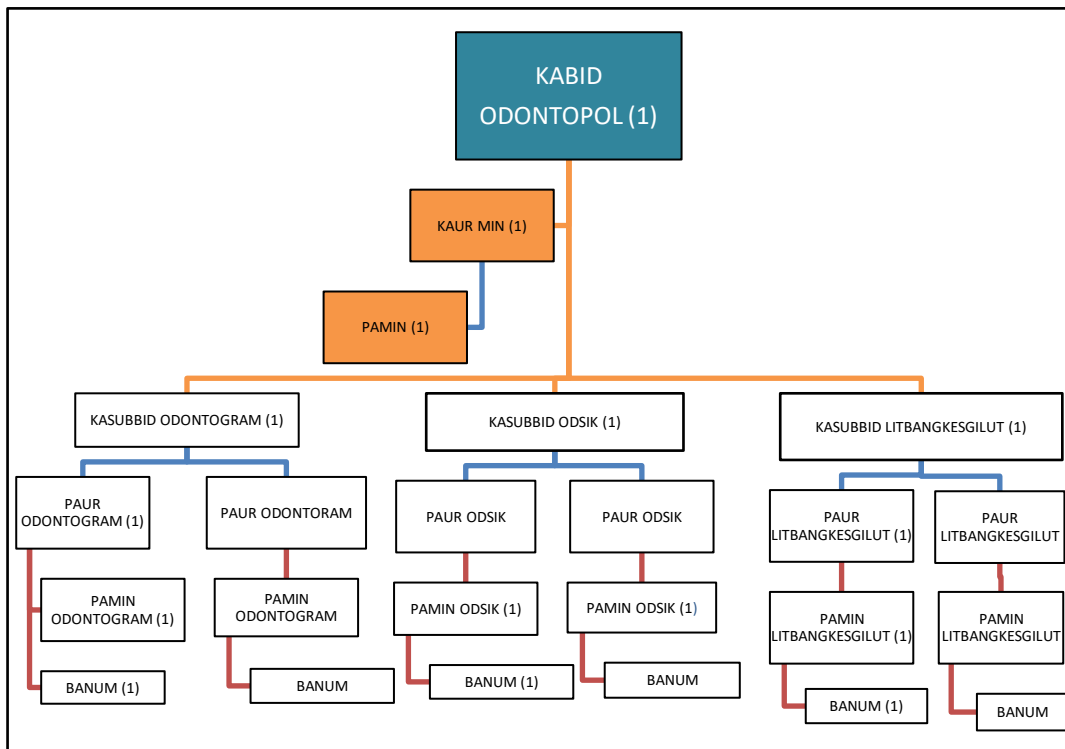 KABID
ODONTOPOL (1)
KAUR MIN (1)
PAMIN (1)
KASUBBID ODONTOGRAM (1)
KASUBBID ODSIK (1)
KASUBBID LITBANGKESGILUT (1)
PAUR
ODONTOGRAM (1)
PAUR ODONTORAM
PAUR ODSIK
PAUR ODSIK
PAUR
LITBANGKESGILUT (1)
PAUR
LITBANGKESGILUT
PAMIN
ODONTOGRAM (1)
PAMIN
ODONTOGRAM
PAMIN ODSIK (1)
PAMIN ODSIK (1)
PAMIN
LITBANGKESGILUT (1)
PAMIN
LITBANGKESGILUT
BANUM (1)
BANUM
BANUM (1)
BANUM
BANUM (1)
BANUM